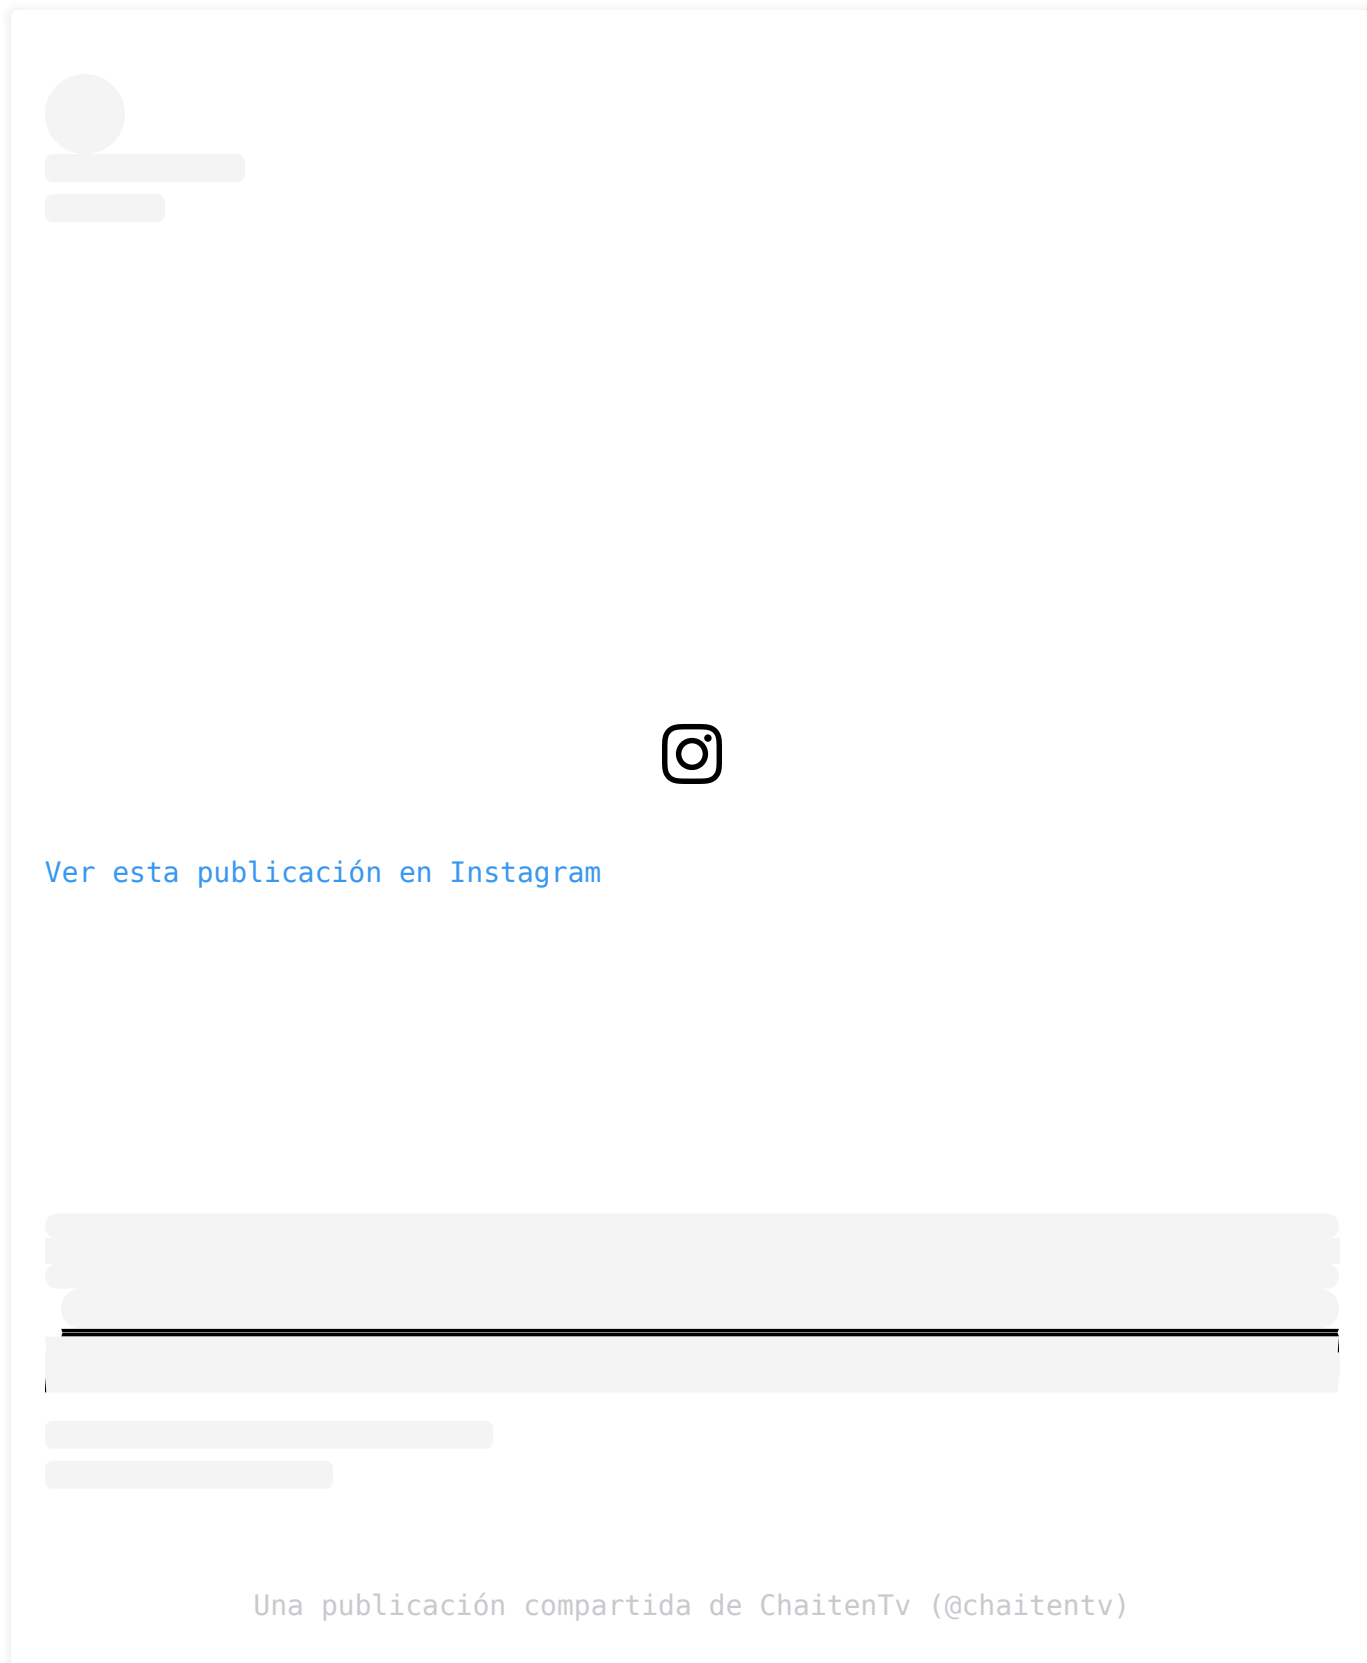 Ver esta publicación en Instagram
Una publicación compartida de ChaitenTv (@chaitentv)